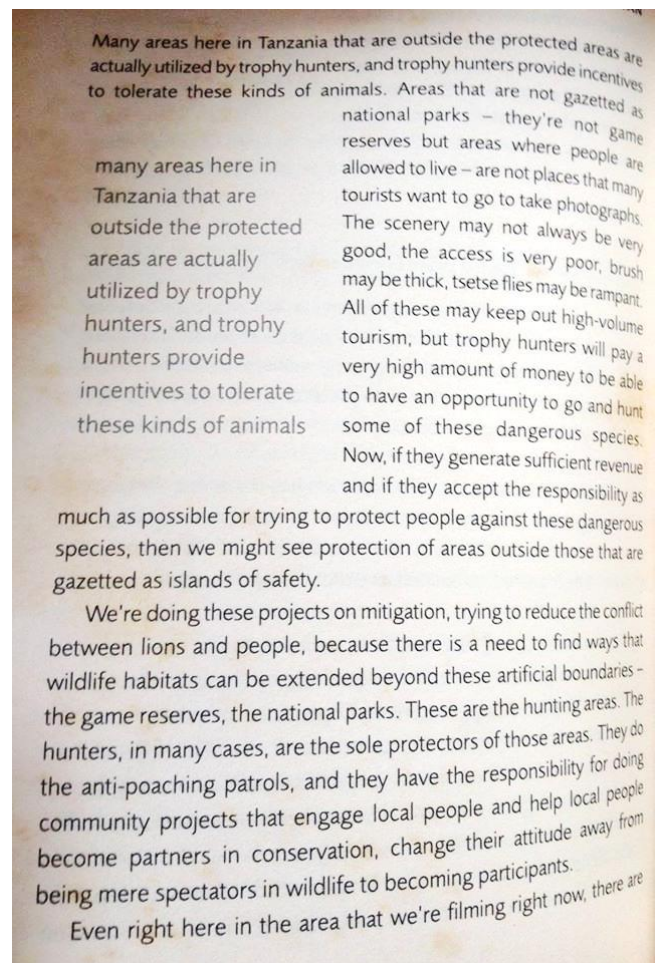 Many areas here in Tanzania that are outside the protected areas are
actually utilized by trophy hunters, and trophy hunters provide incentives
to tolerate these kinds of animals. Areas that are not gazetted as
national parks – they're not game
reserves but areas where people are
allowed to live – are not places that many
tourists want to go to take photographs.
The scenery may not always be very
good, the access is very poor, brush
may be thick, tsetse flies may be rampant.
All of these may keep out high-volume
tourism, but trophy hunters will pay a
very high amount of money to be able
to have an opportunity to go and hunt
some of these dangerous species.
Now, if they generate sufficient revenue
and if they accept the responsibility as
many areas here in
Tanzania that are
outside the protected
areas are actually
utilized by trophy
hunters, and trophy
hunters provide
incentives to tolerate
these kinds of animals
much as possible for trying to protect people against these dangerous
species, then we might see protection of areas outside those that are
gazetted as islands of safety.
We're doing these projects on mitigation, trying to reduce the conflict
between lions and people, because there is a need to find ways that
wildlife habitats can be extended beyond these artificial boundaries –
the game reserves, the national parks. These are the hunting areas. The
hunters, in many cases, are the sole protectors of those areas. They do
the anti-poaching patrols, and they have the responsibility for doing
community projects that engage local people and help local people
become partners in conservation, change their attitude away from
being mere spectators in wildlife to becoming participants.
Even right here in the area that we're filming right now, there are